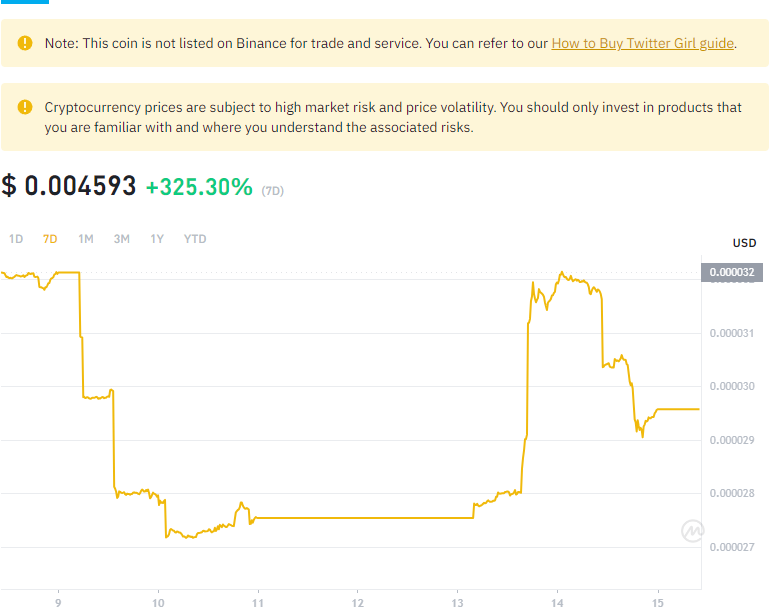 Note: This coin is not listed on Binance for trade and service. You can refer to our How to Buy Twitter Girl guide.
Cryptocurrency prices are subject to high market risk and price volatility. You should only invest in products that
you are familiar with and where you understand the associated risks.
$ 0.004593 +325.30% (7D)
1D 7D 1M 3M 1Y YTD
USD
0.000032
0.000031
0.000030
0.000029
0.000028
0.000027
9 10 11 12 13 14 15